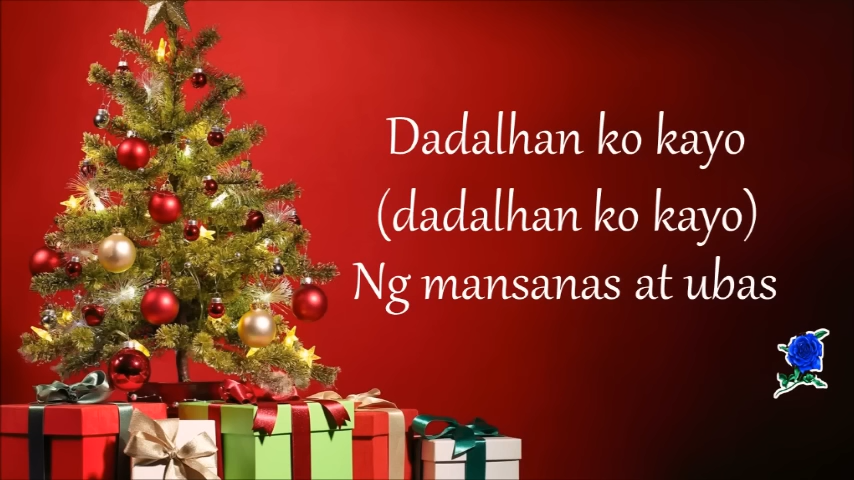 Dadalhan ko kayo
(dadalhan ko kayo)
Ng mansanas at ubas